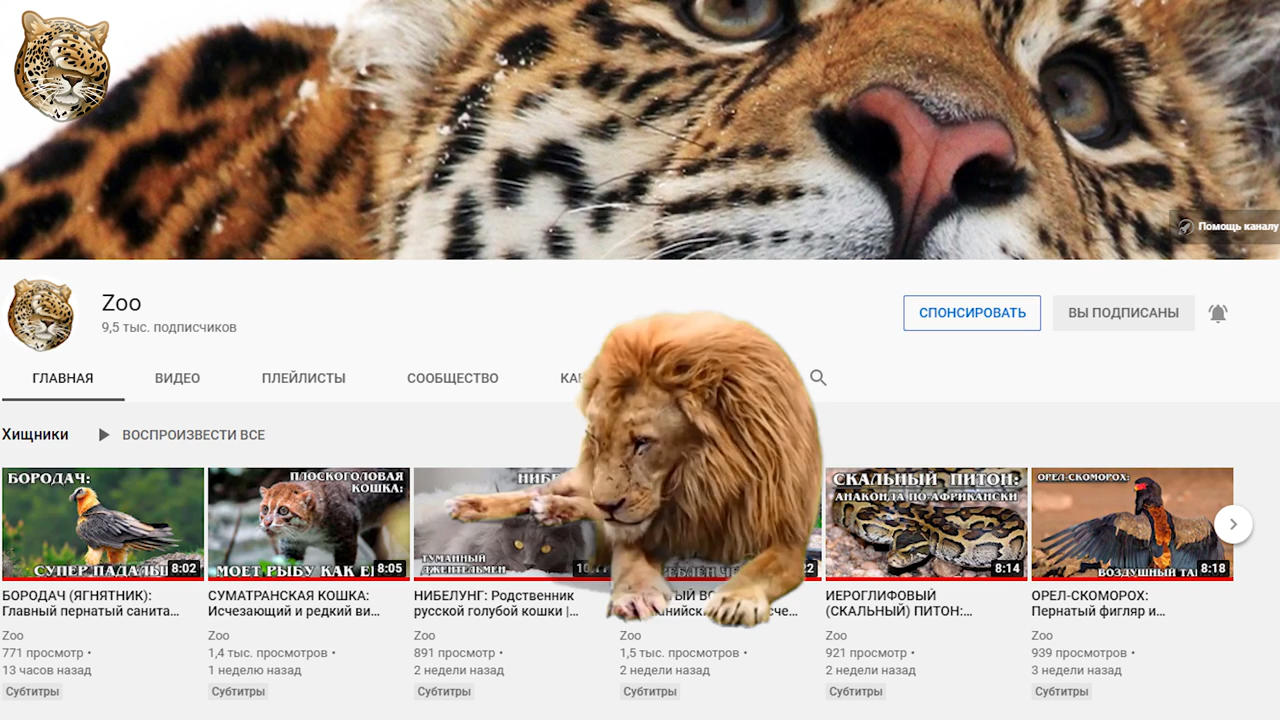 Помощь каналу
Zoo
9,5 тыс. подписчиков
СПОНСИРОВАТЬ
ВЫ ПОДПИСАНЫ
ГЛАВНАЯ
ВИДЕО
ПЛЕЙЛИСТЫ
СООБЩЕСТВО
Хищники
ВОСПРОИЗВЕСТИ ВСЕ
БОРОДАЧ:
8:02
ПЛОСКОГОЛОВАЯ
КОШКА:
МОЕТ РЫБУ КАК
8:05
ТУМАННЫЙ
ДЖЕНТЕЛЬМЕН
СКАЛЬНЫЙ ПИТОН:
АНАКОНДА ПО-АФРИКАНСКИ
8:14
ОРЕЛ-СКОМОРОХ:
ВОЗДУШНЫЙ
8:18
БОРОДАЧ (ЯГНЯТНИК):
Главный пернатый санита...
Zoo
771 просмотр •
13 часов назад
Субтитры
СУМАТРАНСКАЯ КОШКА:
Исчезающий и редкий ви...
Zoo
1,4 тыс. просмотров •
1 неделю назад
Субтитры
НИБЕЛУНГ: Родственник
русской голубой кошки |...
Zoo
891 просмотр •
2 недели назад
Субтитры
Zoo
1,5 тыс. просмотров •
2 недели назад
Субтитры
ИЕРОГЛИФОВЫЙ
(СКАЛЬНЫЙ) ПИТОН:...
Zoo
921 просмотр •
2 недели назад
Субтитры
ОРЕЛ-СКОМОРОХ:
Пернатый фигляр и...
Zoo
939 просмотров •
3 недели назад
Субтитры